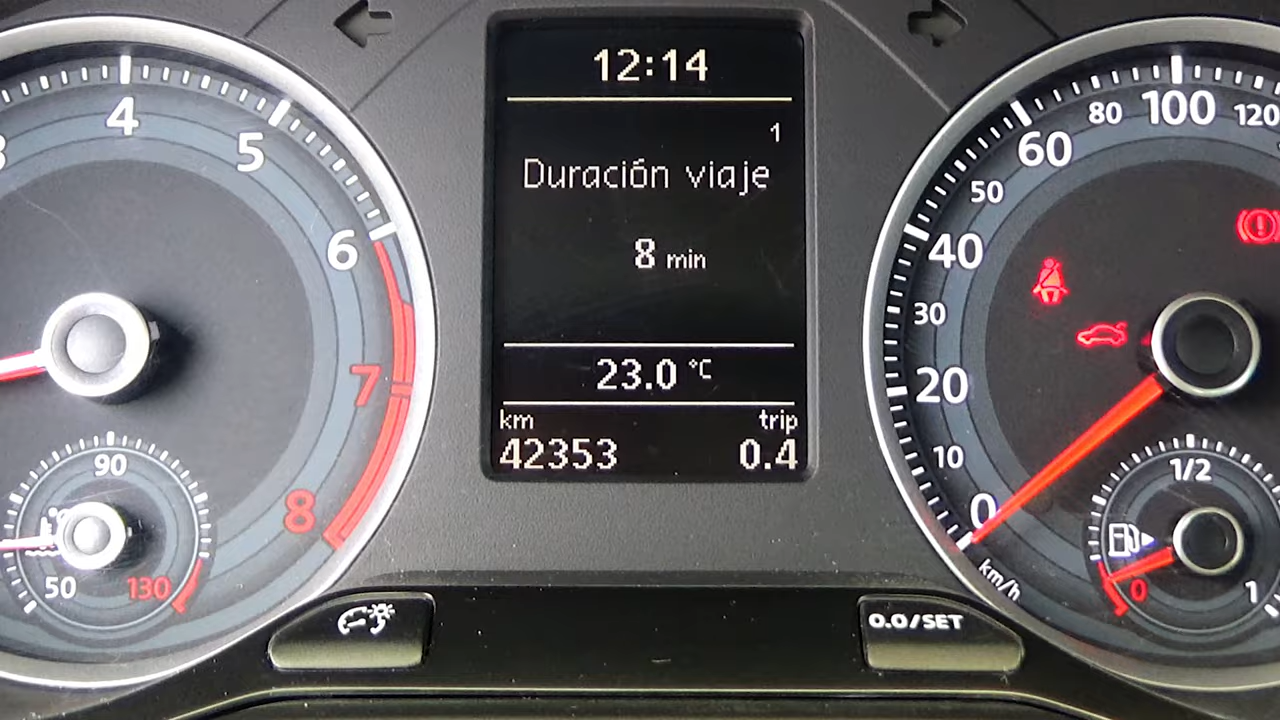 12:14
1
Duración viaje
8 min
23.0 °C
km trip
42353 0.4
3 4 5 6 7 8
50 90 130
0 10 20 30 40 50 60 80 100 120
km/h
0 1/2 1
0.0/SET